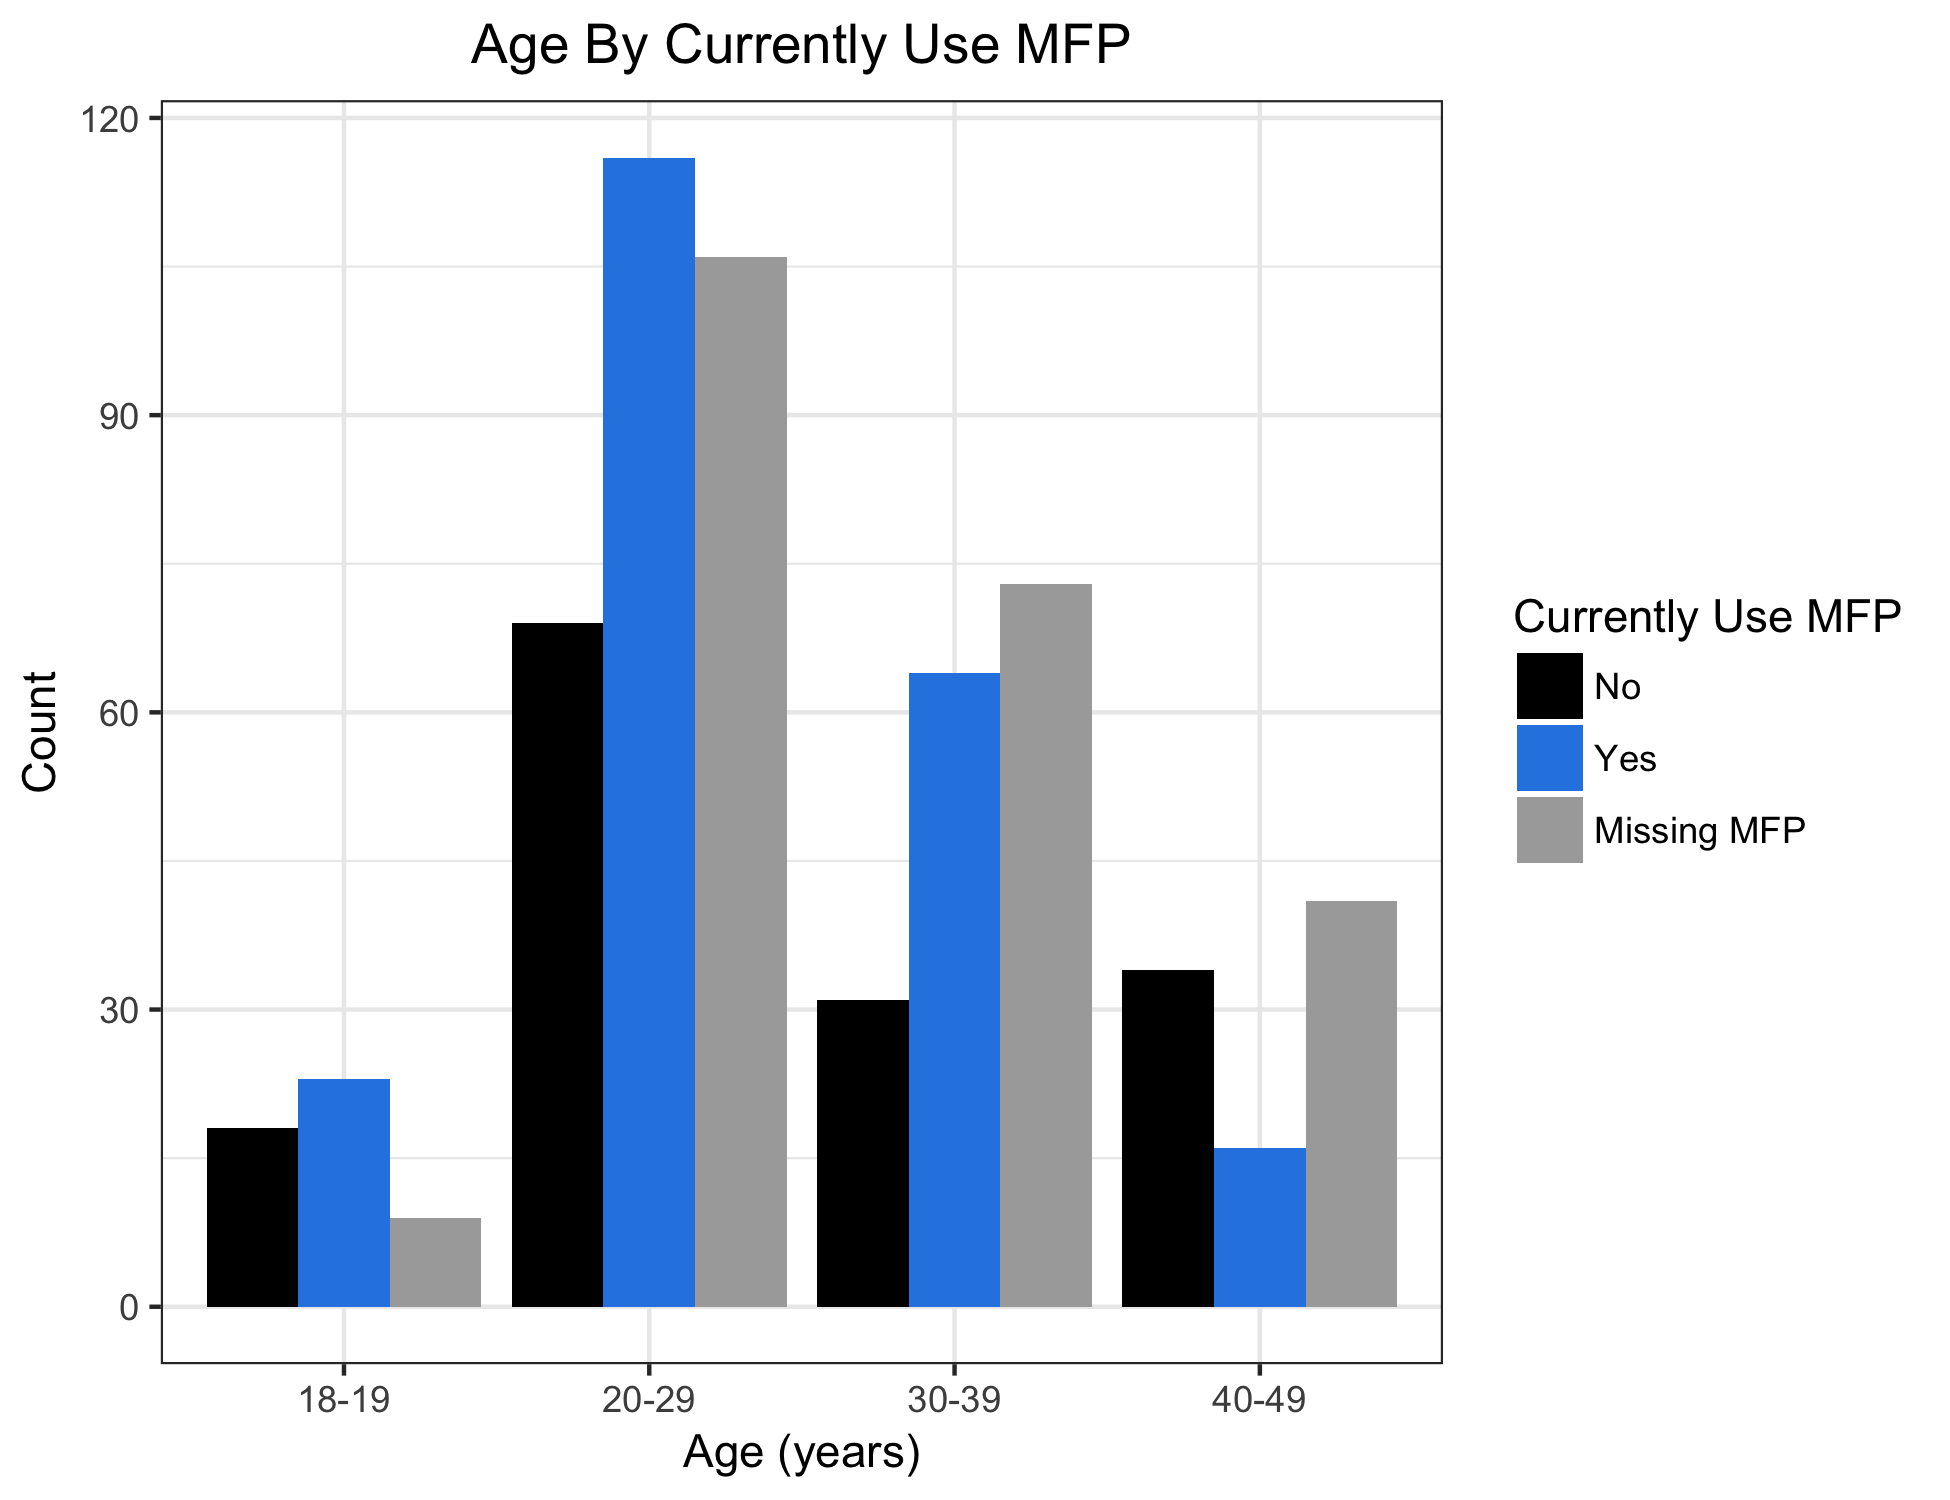 Age By Currently Use MFP
120
90
60
30
0
Count
18-19 20-29 30-39 40-49
Age (years)
Currently Use MFP
No
Yes
Missing MFP